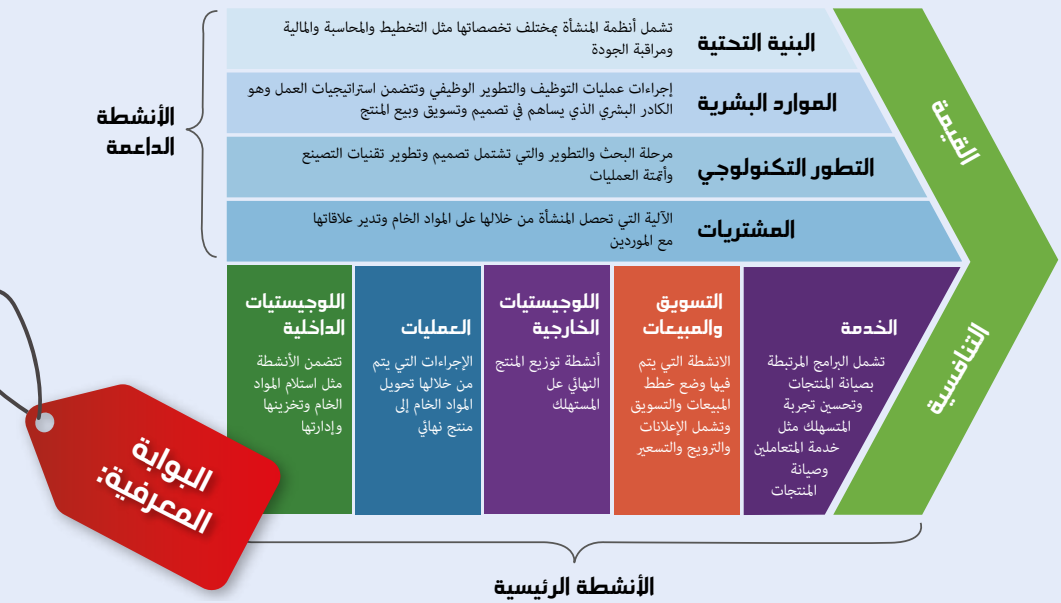 البنية التحتية
تشمل أنظمة المنشأة بمختلف تخصصاتها مثل التخطيط والمحاسبة والمالية
ومراقبة الجودة
الموارد البشرية
إجراءات عمليات التوظيف والتطوير الوظيفي وتتضمن استراتيجيات العمل وهو
الكادر البشري الذي يساهم في تصميم وتسويق وبيع المنتج
التطور التكنولوجي
مرحلة البحث والتطوير والتي تشتمل تصميم وتطوير تقنيات التصينع
وأتمتة العمليات
المشتريات
الآلية التي تحصل المنشأة من خلالها على المواد الخام وتدير علاقاتها
مع الموردين
الأنشطة
الداعمة
القيمة
التنافسية
الخدمة
تشمل البرامج المرتبطة
بصيانة المنتجات
وتحسين تجربة
المتسهلك مثل
خدمة المتعاملين
وصيانة
المنتجات
التسويق
والمبيعات
الانشطة التي يتم
فيها وضع خطط
المبيعات والتسويق
وتشمل الإعلانات
والترويج والتسعير
اللوجيستيات
الخارجية
أنشطة توزيع المنتج
النهائي عل
المستهلك
العمليات
الإجراءات التي يتم
من خلالها تحويل
المواد الخام إلى
منتج نهائي
اللوجيستيات
الداخلية
تتضمن الأنشطة
مثل استلام المواد
الخام وتخزينها
وإدارتها
البوابة
المعرفية:
الأنشطة الرئيسية